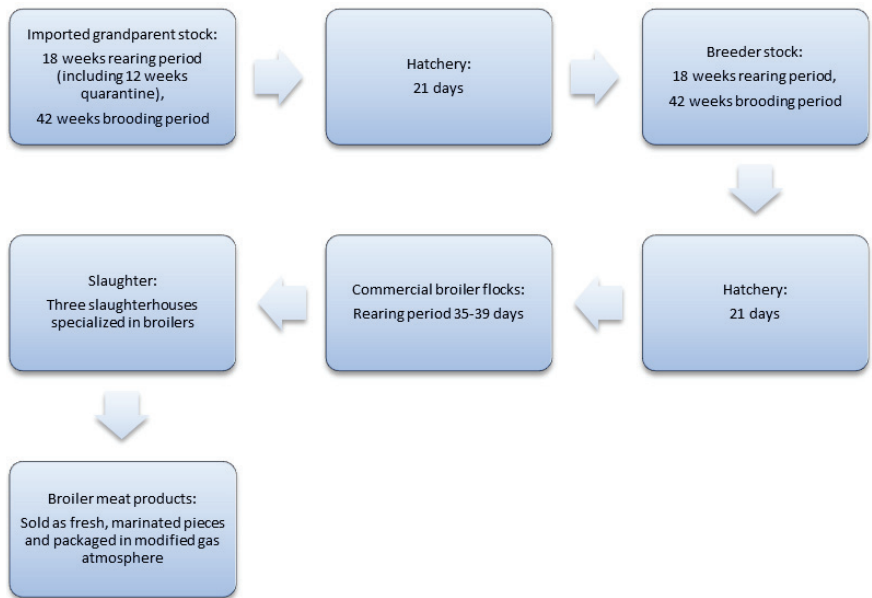 Imported grandparent stock:
18 weeks rearing period
(including 12 weeks
quarantine),
42 weeks brooding period
Hatchery:
21 days
Breeder stock:
18 weeks rearing period,
42 weeks brooding period
Hatchery:
21 days
Commercial broiler flocks:
Rearing period 35-39 days
Slaughter:
Three slaughterhouses
specialized in broilers
Broiler meat products:
Sold as fresh, marinated pieces
and packaged in modified gas
atmosphere